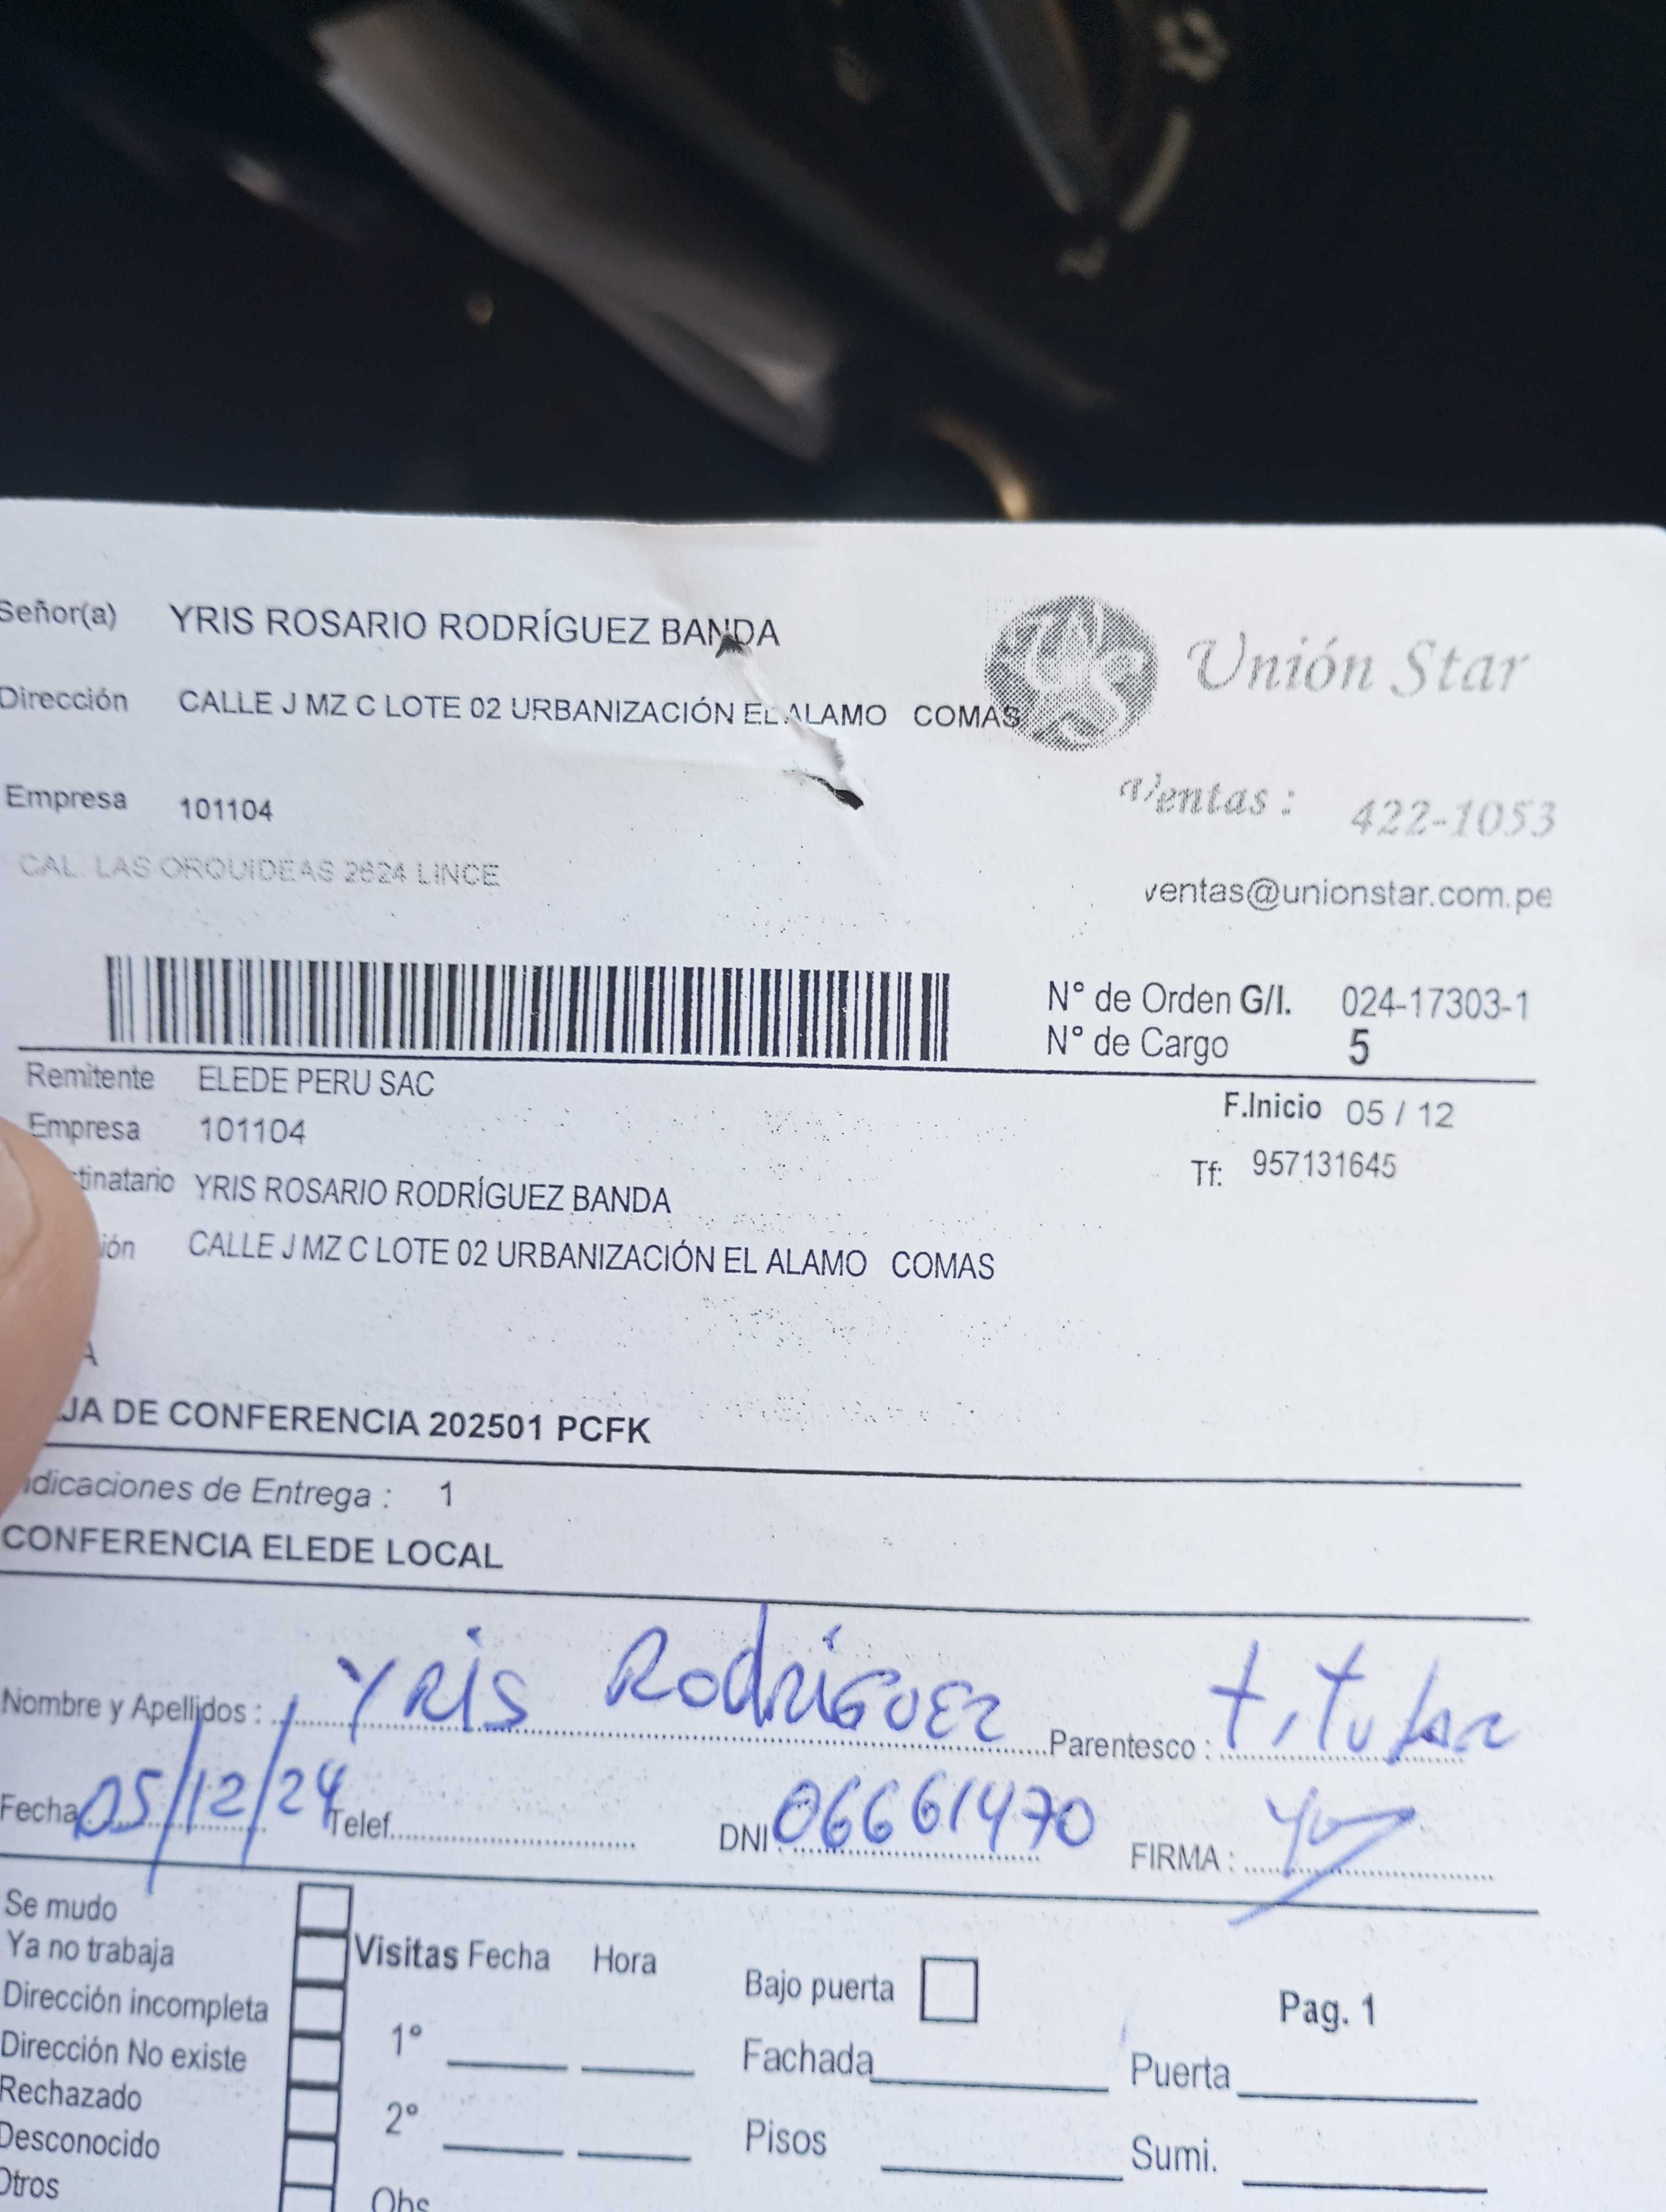 Señor(a) YRIS ROSARIO RODRÍGUEZ BANDA
Unión Star
Dirección CALLE J MZ C LOTE 02 URBANIZACIÓN EL ALAMO COMAS
Ventas : 422-1053
Empresa 101104
CAL. LAS ORQUIDEAS 2624 LINCE
ventas@unionstar.com.pe
N° de Orden G/I. 024-17303-1
N° de Cargo 5
Remitente ELEDE PERU SAC
F.Inicio 05 / 12
Empresa 101104
Tf: 957131645
tinatario YRIS ROSARIO RODRÍGUEZ BANDA
ión CALLE J MZ C LOTE 02 URBANIZACIÓN EL ALAMO COMAS
A
JA DE CONFERENCIA 202501 PCFK
dicaciones de Entrega : 1
CONFERENCIA ELEDE LOCAL
Nombre y Apellidos : YRIS RodRíGUEz Parentesco : titular
Fecha 05/12/24 Telef. DNI 06661470 FIRMA :
Se mudo
Ya no trabaja
Visitas Fecha Hora
Bajo puerta
Pag. 1
Dirección incompleta
1°
Fachada
Puerta
Dirección No existe
Rechazado
2°
Pisos
Sumi.
Desconocido
Otros
Obs